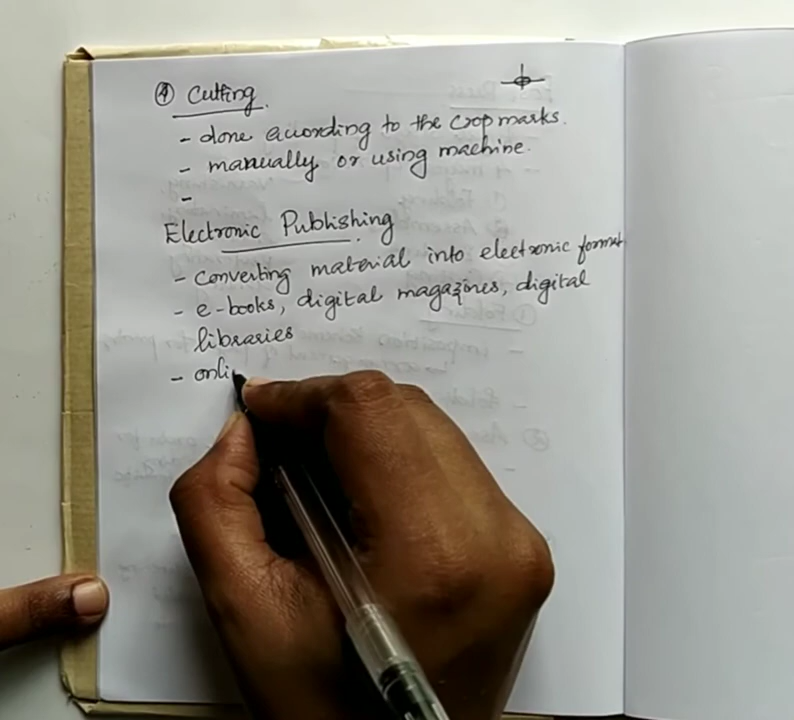 ④ Cutting.
- done according to the Crop marks.
- manually or using machine.
-
Electronic Publishing
- Converting material into electronic format
- e-books, digital magazines, digital
libraries
- onli